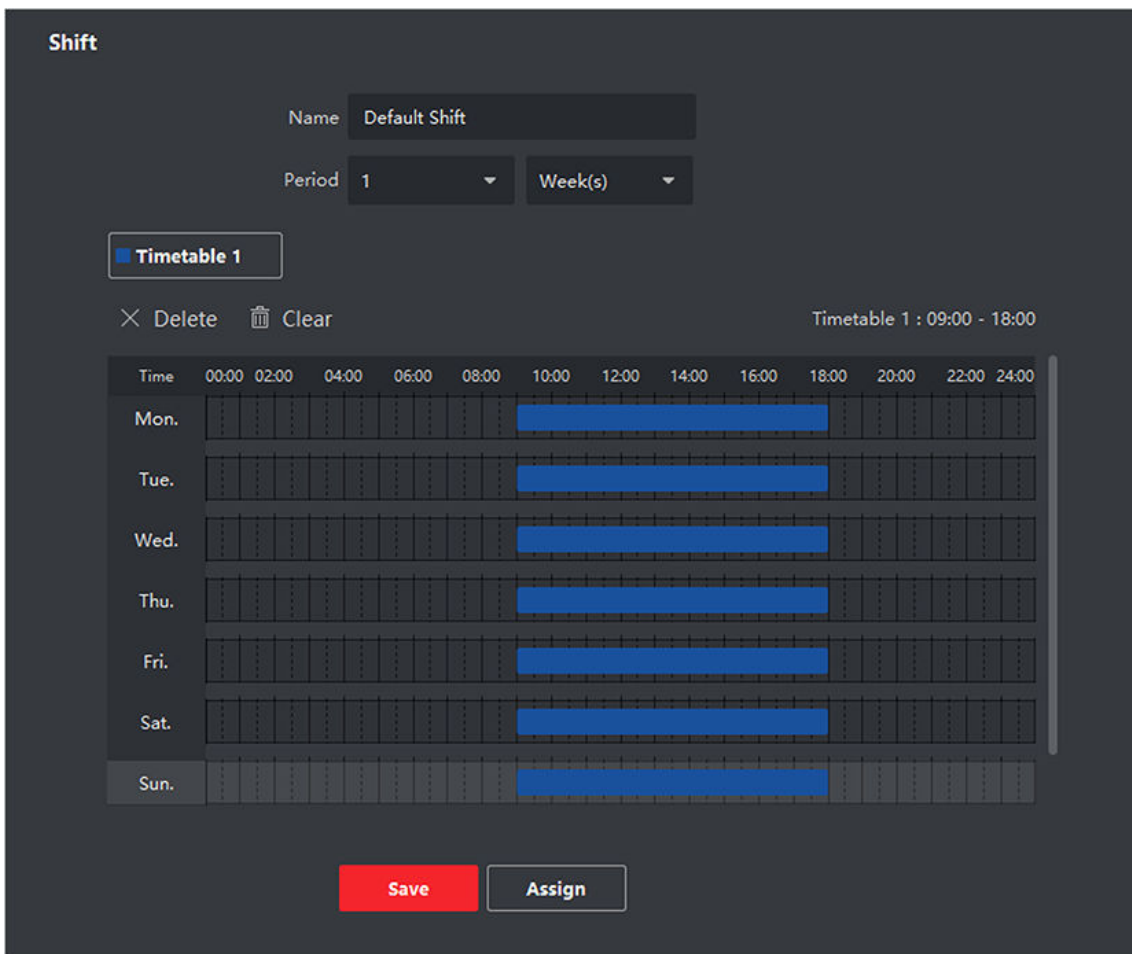 Shift
Name Default Shift
Period 1 Week(s)
Timetable 1
Delete Clear Timetable 1 : 09:00 - 18:00
Time 00:00 02:00 04:00 06:00 08:00 10:00 12:00 14:00 16:00 18:00 20:00 22:00 24:00
Mon.
Tue.
Wed.
Thu.
Fri.
Sat.
Sun.
Save Assign